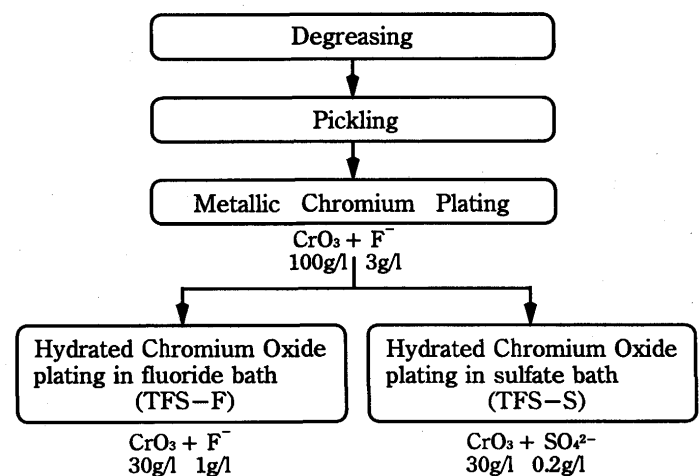 Degreasing
Pickling
Metallic Chromium Plating
CrO₃ + F⁻
100g/l 3g/l
Hydrated Chromium Oxide
plating in fluoride bath
(TFS−F)
CrO₃ + F⁻
30g/l 1g/l
Hydrated Chromium Oxide
plating in sulfate bath
(TFS−S)
CrO₃ + SO₄²⁻
30g/l 0.2g/l